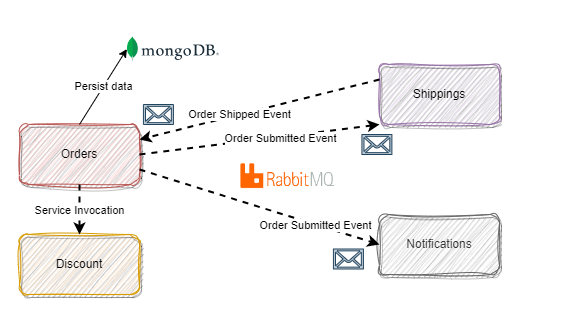 mongoDB.
Persist data
Shippings
Order Shipped Event
Order Submitted Event
Orders
RabbitMQ
Service Invocation
Order Submitted Event
Notifications
Discount